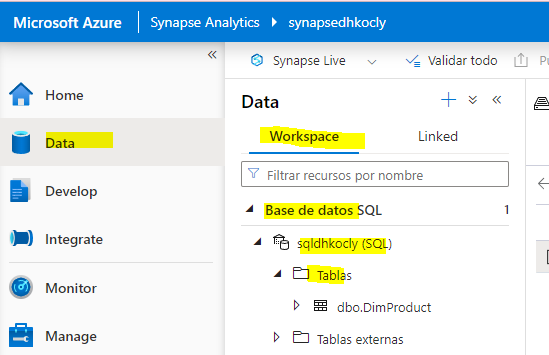 Microsoft Azure Synapse Analytics synapsedhkocly
«
Synapse Live Validar todo
Home
Data
Develop
Integrate
Monitor
Manage
Data
Workspace Linked
Filtrar recursos por nombre
Base de datos SQL 1
sqldhkocly (SQL)
Tablas
dbo.DimProduct
Tablas externas